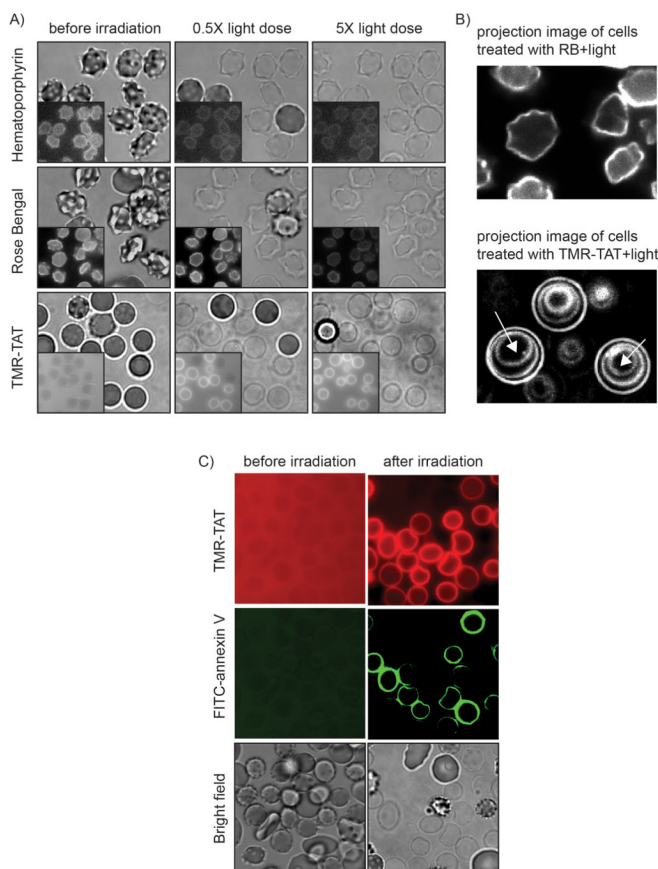 A)
before irradiation
0.5X light dose
5X light dose
Hematoporphyrin
Rose Bengal
TMR-TAT
B)
projection image of cells
treated with RB+light
projection image of cells
treated with TMR-TAT+light
C)
before irradiation
after irradiation
TMR-TAT
FITC-annexin V
Bright field